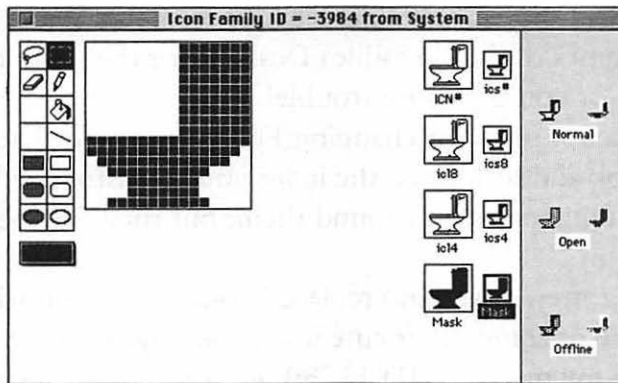 Icon Family ID = -3984 from System
ICN#
ics#
Normal
icl8
ics8
icl4
ics4
Open
Mask
Mask
Offline